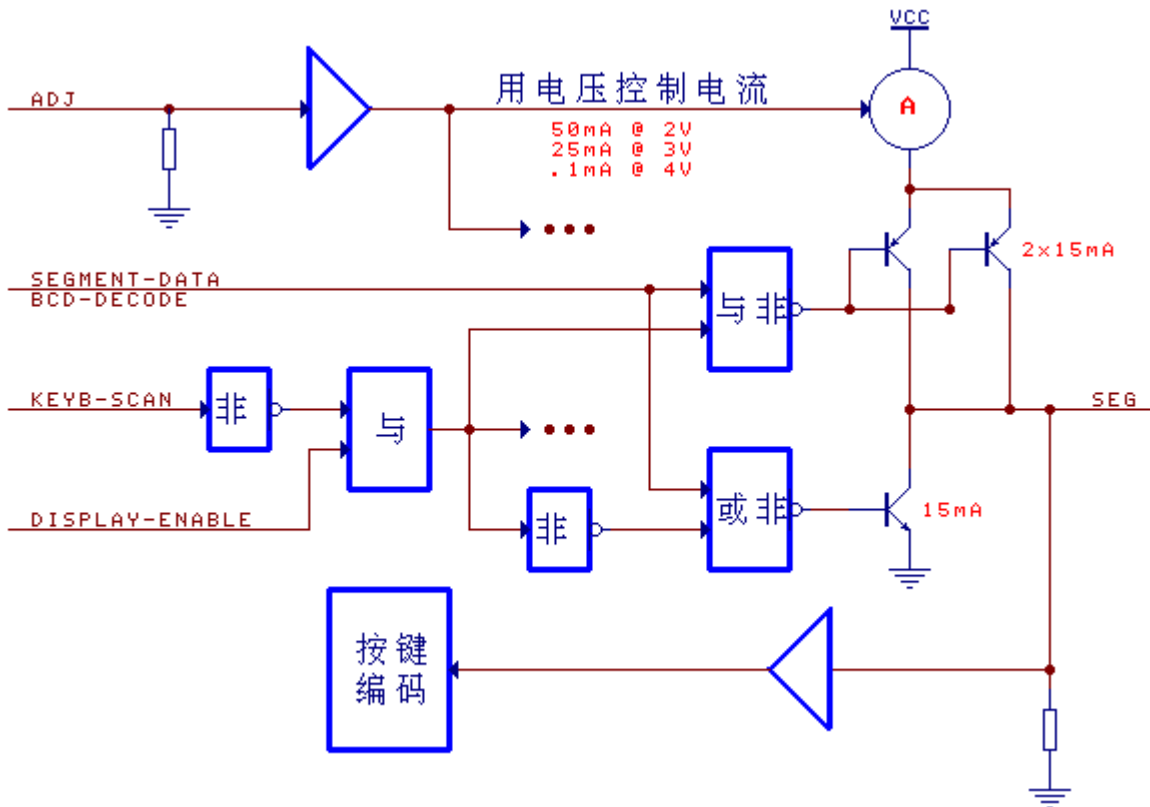 VCC
ADJ
用电压控制电流
A
50mA @ 2V
25mA @ 3V
.1mA @ 4V
2x15mA
SEGMENT-DATA
BCD-DECODE
与非
KEYB-SCAN
非
与
SEG
DISPLAY-ENABLE
非
或非
15mA
按键
编码